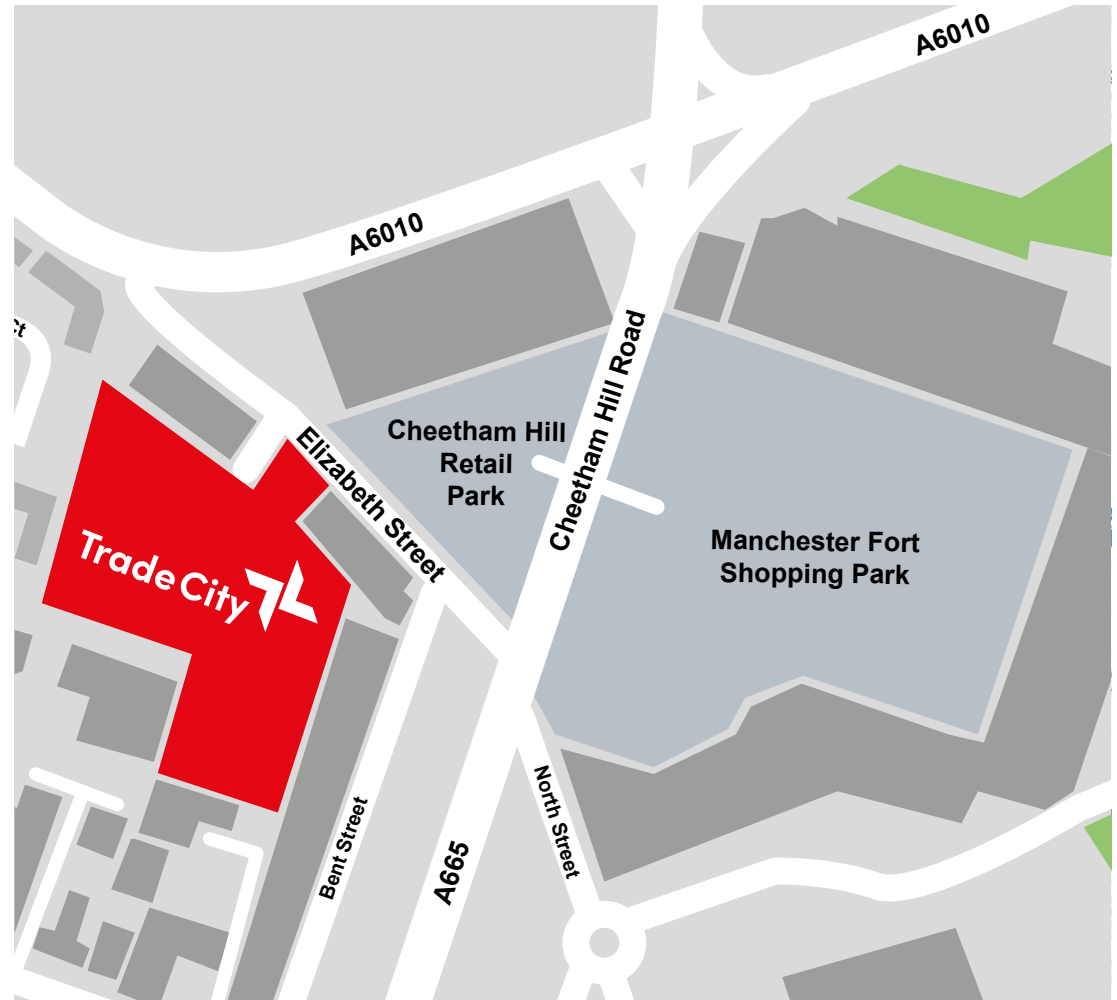 A6010
A6010
Ct
Cheetham Hill Road
Cheetham Hill
Retail
Park
Elizabeth Street
Manchester Fort
Shopping Park
Trade City
North Street
Bent Street
A665